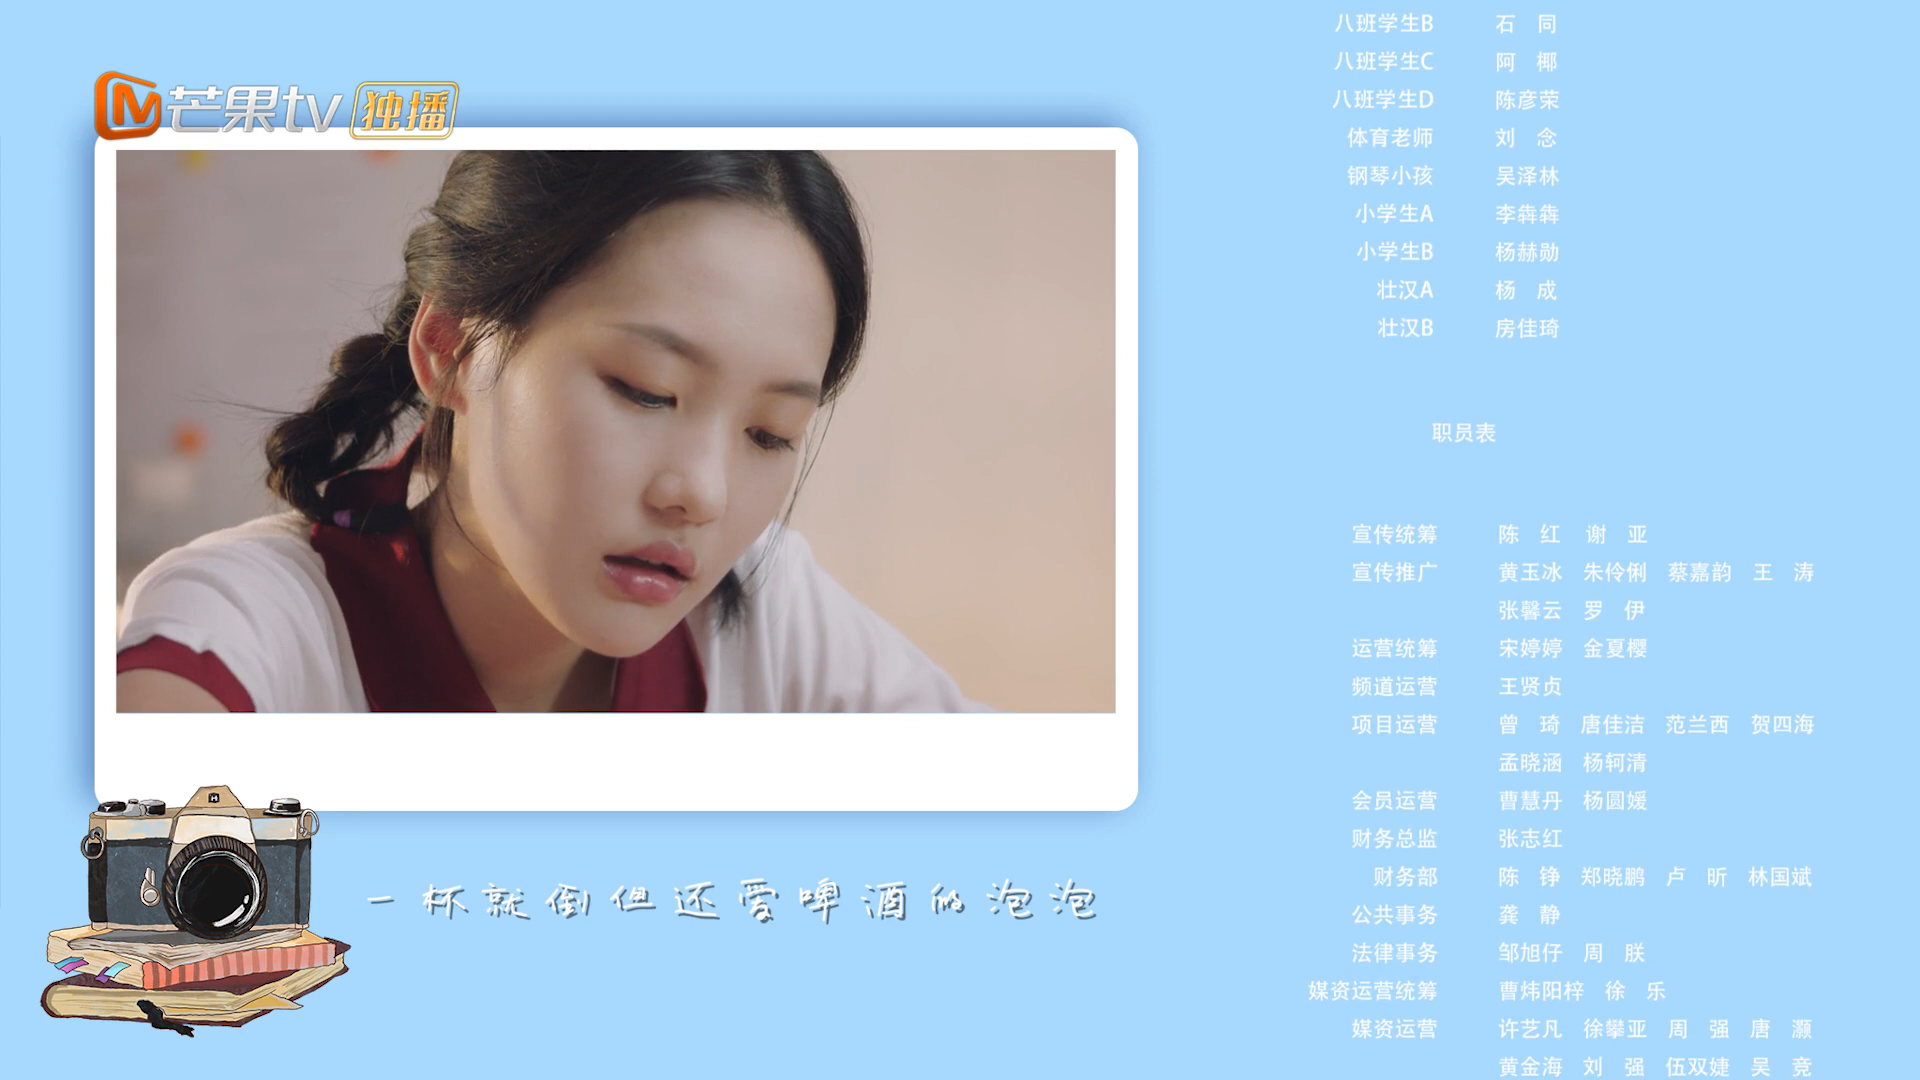 芒果tv 独播
八班学生B 石 同
八班学生C 阿 椰
八班学生D 陈彦荣
体育老师 刘 念
钢琴小孩 吴泽林
小学生A 李犇犇
小学生B 杨赫勋
壮汉A 杨 成
壮汉B 房佳琦
职员表
宣传统筹 陈 红 谢 亚
宣传推广 黄玉冰 朱伶俐 蔡嘉韵 王 涛
张馨云 罗 伊
运营统筹 宋婷婷 金夏樱
频道运营 王贤贞
项目运营 曾 琦 唐佳洁 范兰西 贺四海
孟晓涵 杨轲清
会员运营 曹慧丹 杨圆媛
财务总监 张志红
财务部 陈 铮 郑晓鹏 卢 昕 林国斌
公共事务 龚 静
法律事务 邹旭仔 周 朕
媒资运营统筹 曹炜阳梓 徐 乐
媒资运营 许艺凡 徐攀亚 周 强 唐 灏
黄金海 刘 强 伍双婕 吴 竞
一杯就倒但还爱啤酒的泡泡